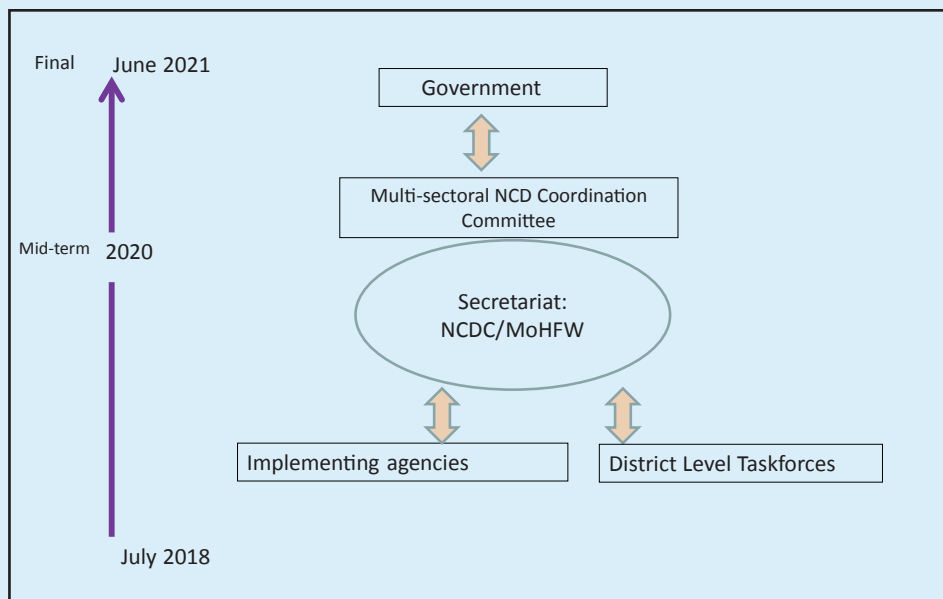 Final
June 2021
Government
Multi-sectoral NCD Coordination
Committee
Mid-term
2020
Secretariat:
NCDC/MoHFW
Implementing agencies
District Level Taskforces
July 2018